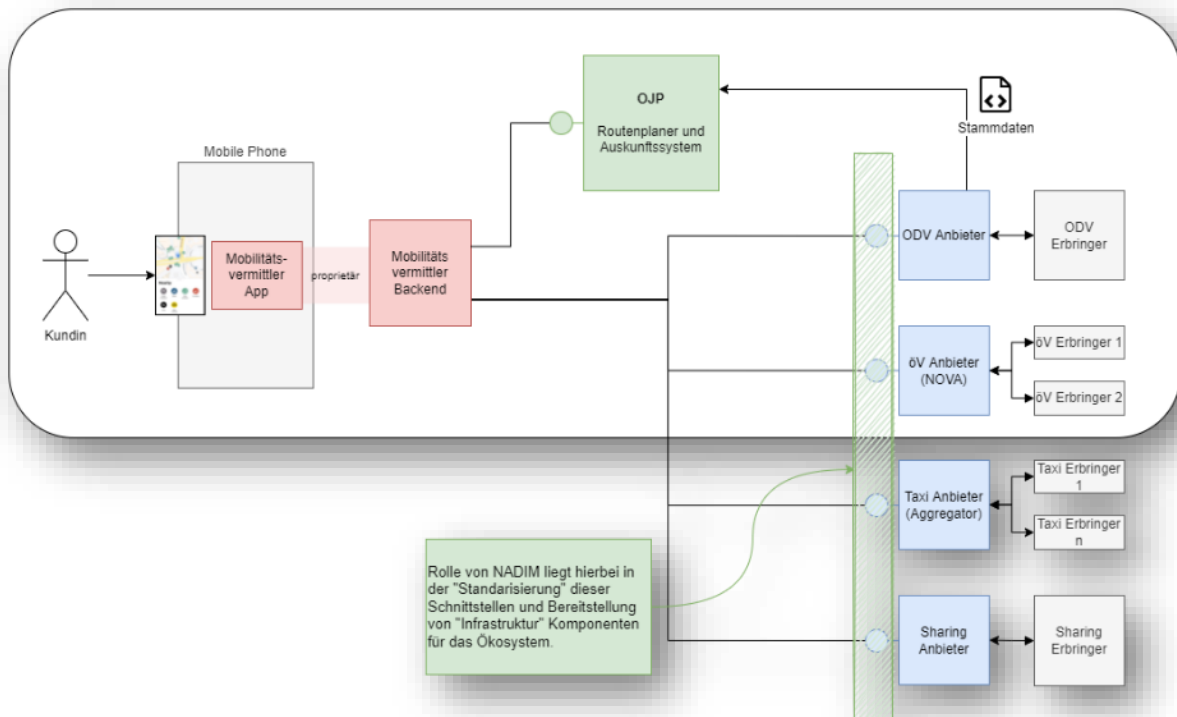 OJP
Routenplaner und
Auskunftssystem
Stammdaten
Mobile Phone
Kundin
Mobilitäts-
vermittler
App
proprietär
Mobilitäts
vermittler
Backend
ODV Anbieter
ODV
Erbringer
öV Anbieter
(NOVA)
öV Erbringer 1
öV Erbringer 2
Taxi Anbieter
(Aggregator)
Taxi Erbringer
1
Taxi Erbringer
n
Rolle von NADIM liegt hierbei in
der "Standarisierung" dieser
Schnittstellen und Bereitstellung
von "Infrastruktur" Komponenten
für das Ökosystem.
Sharing
Anbieter
Sharing
Erbringer